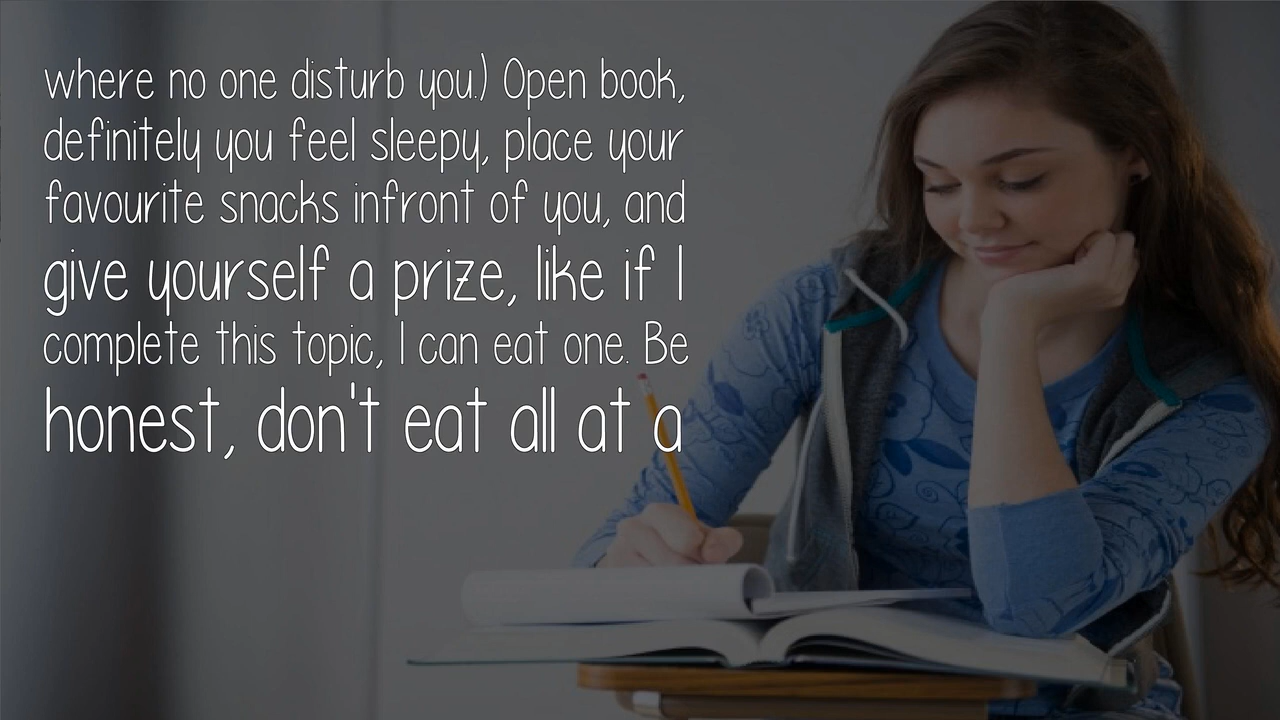 where no one disturb you.) Open book,
definitely you feel sleepy, place your
favourite snacks infront of you, and
give yourself a prize, like if I
complete this topic, I can eat one. Be
honest, don't eat all at a